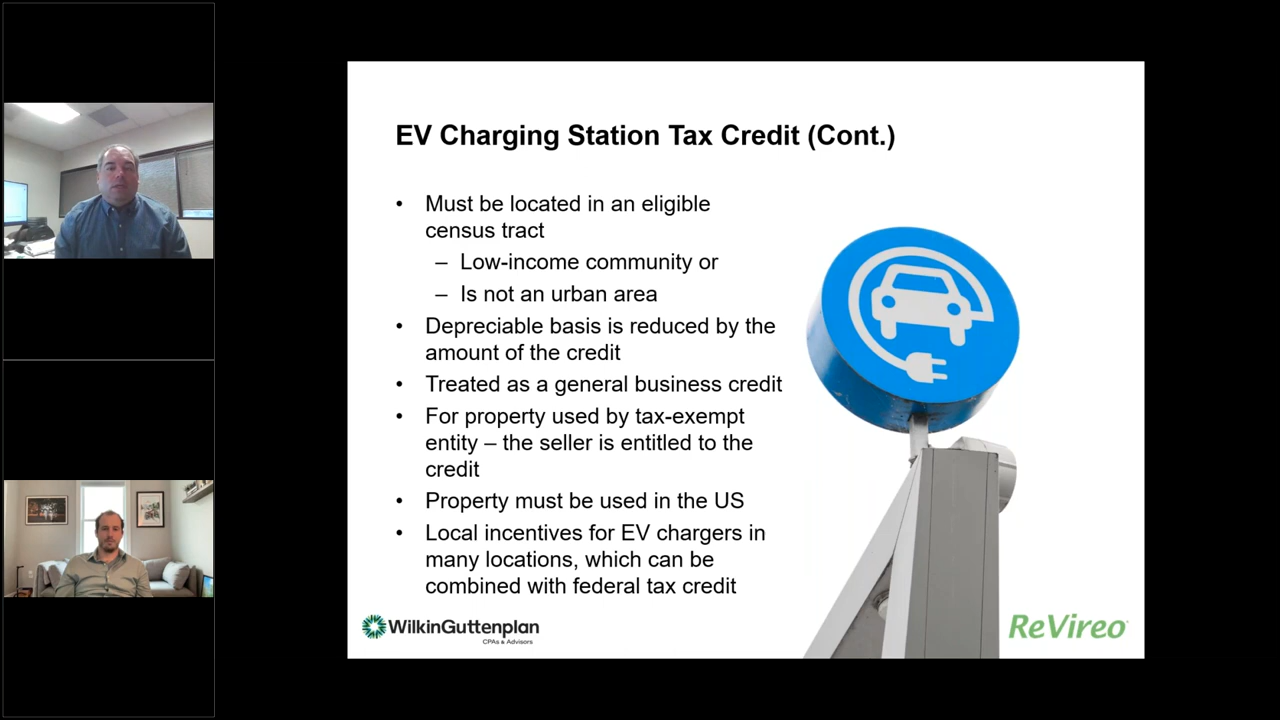 EV Charging Station Tax Credit (Cont.)
• Must be located in an eligible
census tract
– Low-income community or
– Is not an urban area
• Depreciable basis is reduced by the
amount of the credit
• Treated as a general business credit
• For property used by tax-exempt
entity – the seller is entitled to the
credit
• Property must be used in the US
• Local incentives for EV chargers in
many locations, which can be
combined with federal tax credit
WilkinGuttenplan
CPAs & Advisors
ReVireo